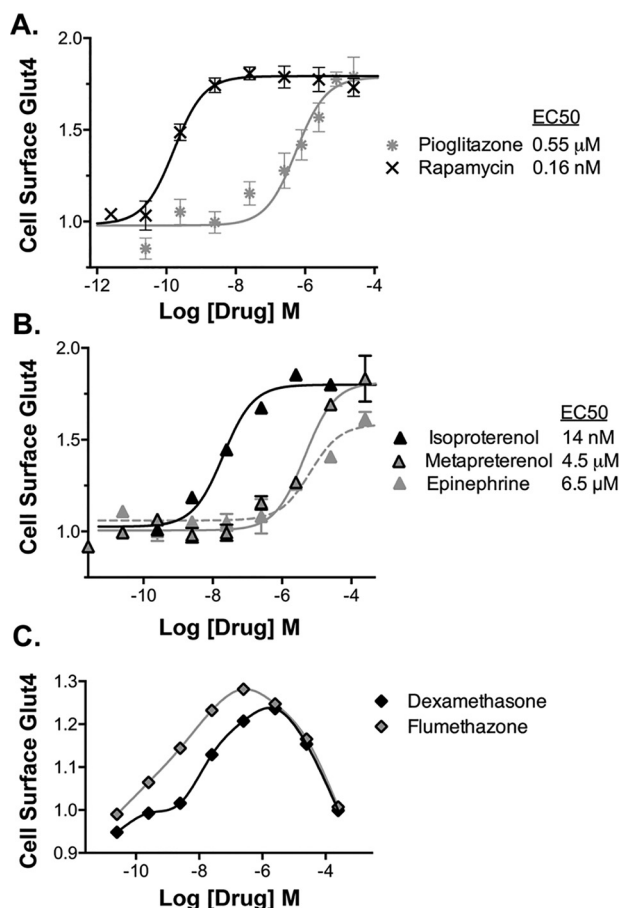 A.
Cell Surface Glut4
2.0
1.5
1.0
-12 -10 -8 -6 -4
Log [Drug] M
EC50
Pioglitazone 0.55 μM
Rapamycin 0.16 nM
B.
Cell Surface Glut4
2.0
1.5
1.0
-10 -8 -6 -4
Log [Drug] M
EC50
Isoproterenol 14 nM
Metapreterenol 4.5 μM
Epinephrine 6.5 μM
C.
Cell Surface Glut4
1.3
1.2
1.1
1.0
0.9
-10 -8 -6 -4
Log [Drug] M
Dexamethasone
Flumethazone